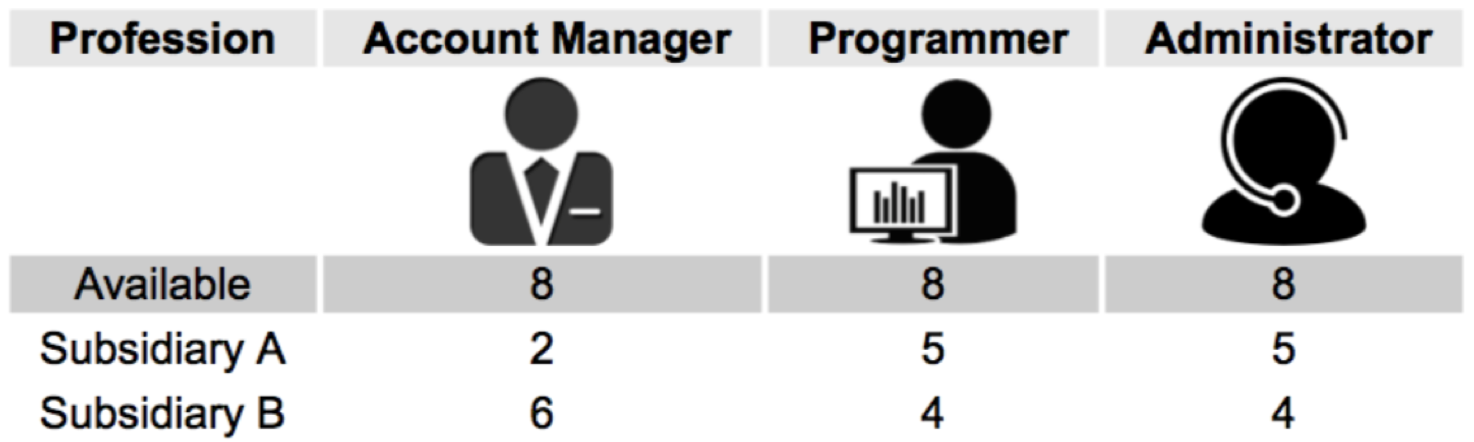 Profession Account Manager Programmer Administrator
Available 8 8 8
Subsidiary A 2 5 5
Subsidiary B 6 4 4